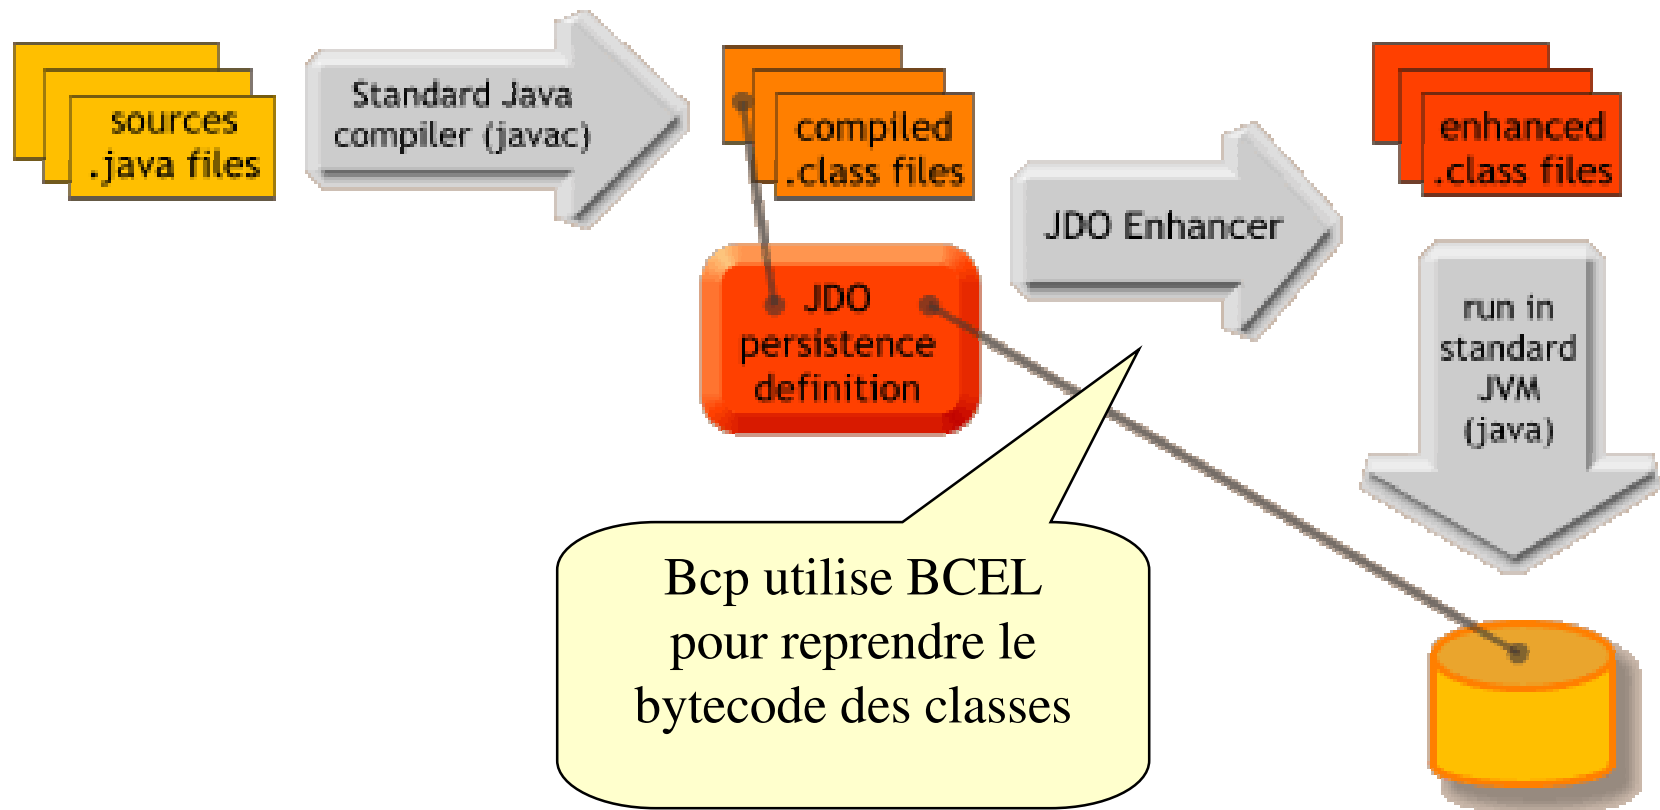 sources
.java files
Standard Java
compiler (javac)
compiled
.class files
JDO Enhancer
enhanced
.class files
JDO
persistence
definition
run in
standard
JVM
(java)
Bcp utilise BCEL
pour reprendre le
bytecode des classes